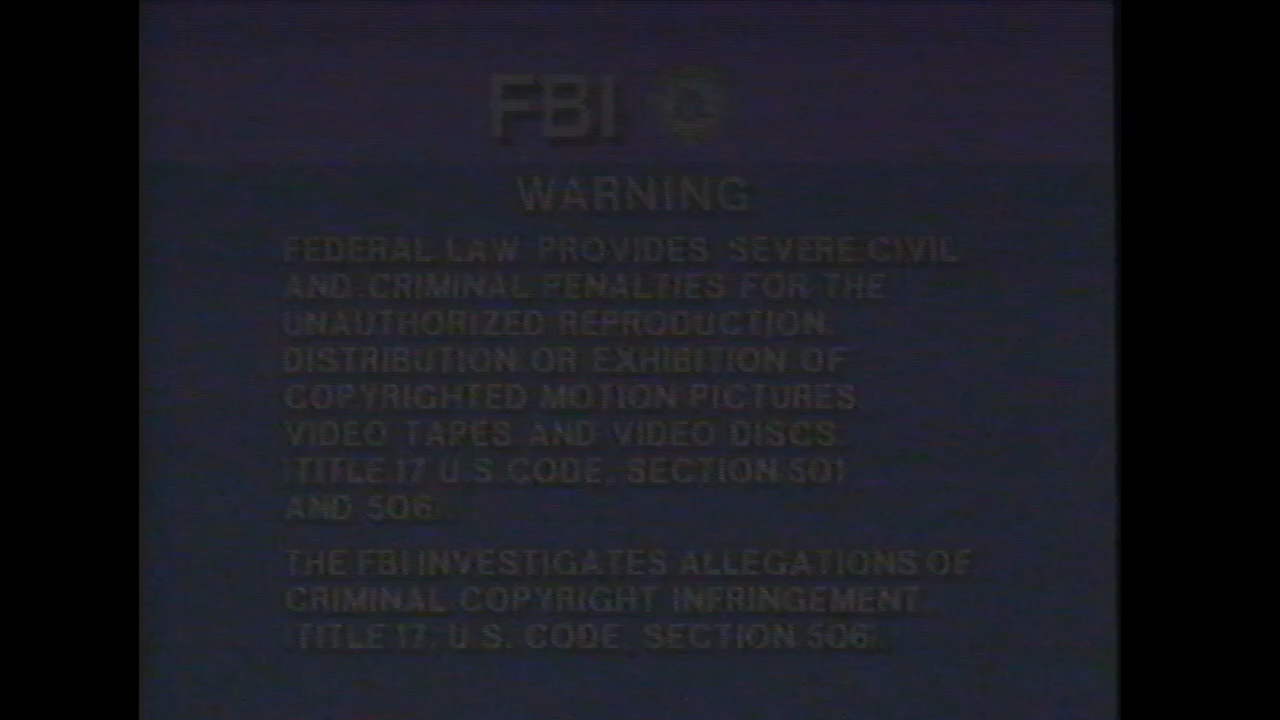 FBI
WARNING
FEDERAL LAW PROVIDES SEVERE CIVIL
AND CRIMINAL PENALTIES FOR THE
UNAUTHORIZED REPRODUCTION,
DISTRIBUTION OR EXHIBITION OF
COPYRIGHTED MOTION PICTURES,
VIDEO TAPES AND VIDEO DISCS.
(TITLE 17 U.S. CODE, SECTION 501
AND 506)
THE FBI INVESTIGATES ALLEGATIONS OF
CRIMINAL COPYRIGHT INFRINGEMENT.
(TITLE 17, U.S. CODE, SECTION 506)